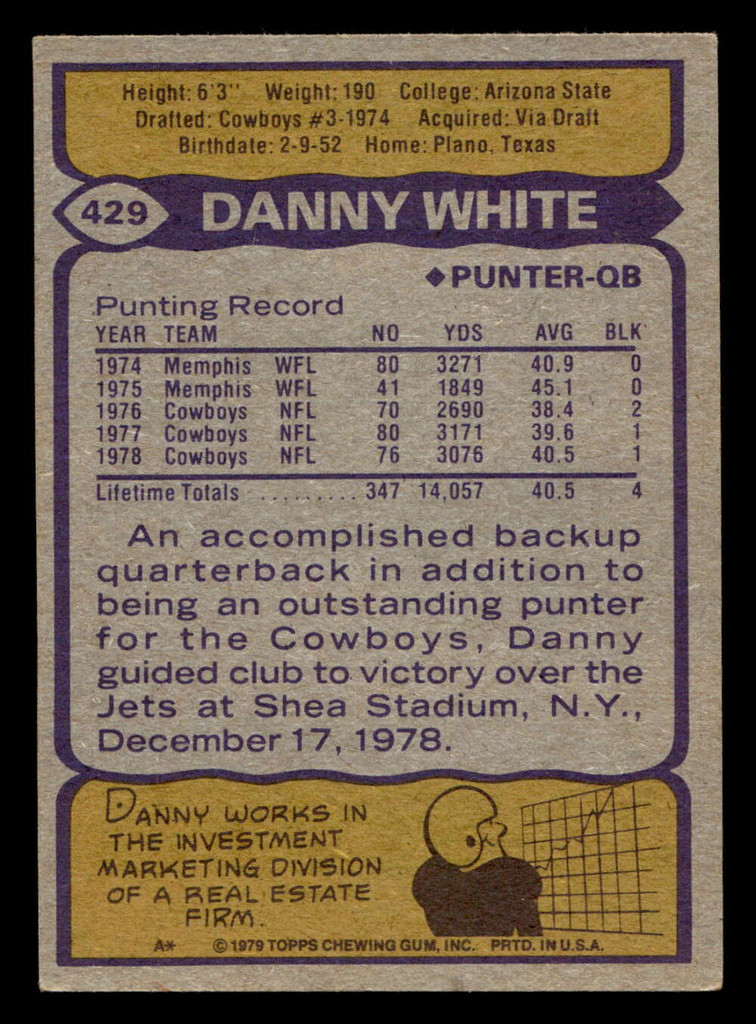 Height: 6'3" Weight: 190 College: Arizona State
Drafted: Cowboys #3-1974 Acquired: Via Draft
Birthdate: 2-9-52 Home: Plano, Texas
429 DANNY WHITE
◆PUNTER-QB
Punting Record
YEAR TEAM NO YDS AVG BLK
1974 Memphis WFL 80 3271 40.9 0
1975 Memphis WFL 41 1849 45.1 0
1976 Cowboys NFL 70 2690 38.4 2
1977 Cowboys NFL 80 3171 39.6 1
1978 Cowboys NFL 76 3076 40.5 1
Lifetime Totals .......... 347 14,057 40.5 4
An accomplished backup
quarterback in addition to
being an outstanding punter
for the Cowboys, Danny
guided club to victory over the
Jets at Shea Stadium, N.Y.,
December 17, 1978.
DANNY WORKS IN
THE INVESTMENT
MARKETING DIVISION
OF A REAL ESTATE
FIRM.
A* © 1979 TOPPS CHEWING GUM, INC. PRTD. IN U.S.A.